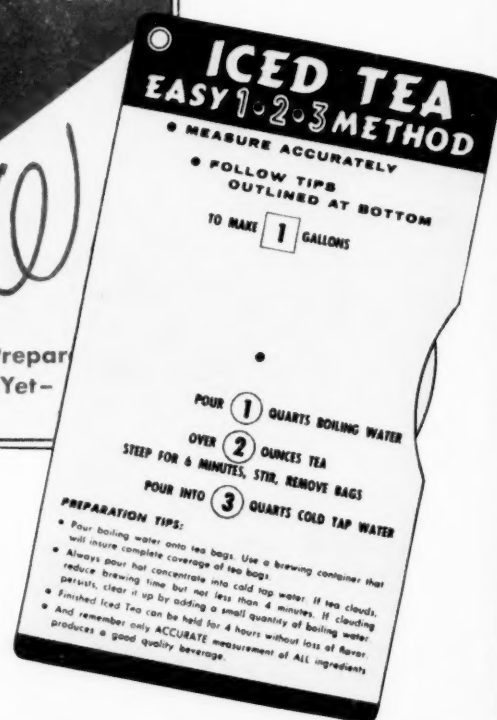 ICED TEA
EASY 1•2•3 METHOD
• MEASURE ACCURATELY
• FOLLOW TIPS
OUTLINED AT BOTTOM
TO MAKE 1 GALLONS
POUR 1 QUARTS BOILING WATER
OVER 2 OUNCES TEA
STEEP FOR 6 MINUTES, STIR, REMOVE BAGS
POUR INTO 3 QUARTS COLD TAP WATER
PREPARATION TIPS:
• Pour boiling water onto tea bags. Use a brewing container that
will insure complete coverage of tea bags.
• Always pour hot concentrate into cold tap water. If tea clouds,
reduce brewing time but not less than 4 minutes. If clouding
persists, clear it up by adding a small quantity of boiling water.
• Finished Iced Tea can be held for 4 hours without loss of flavor.
• And remember only ACCURATE measurement of ALL ingredients
produces a good quality beverage.
Yet–